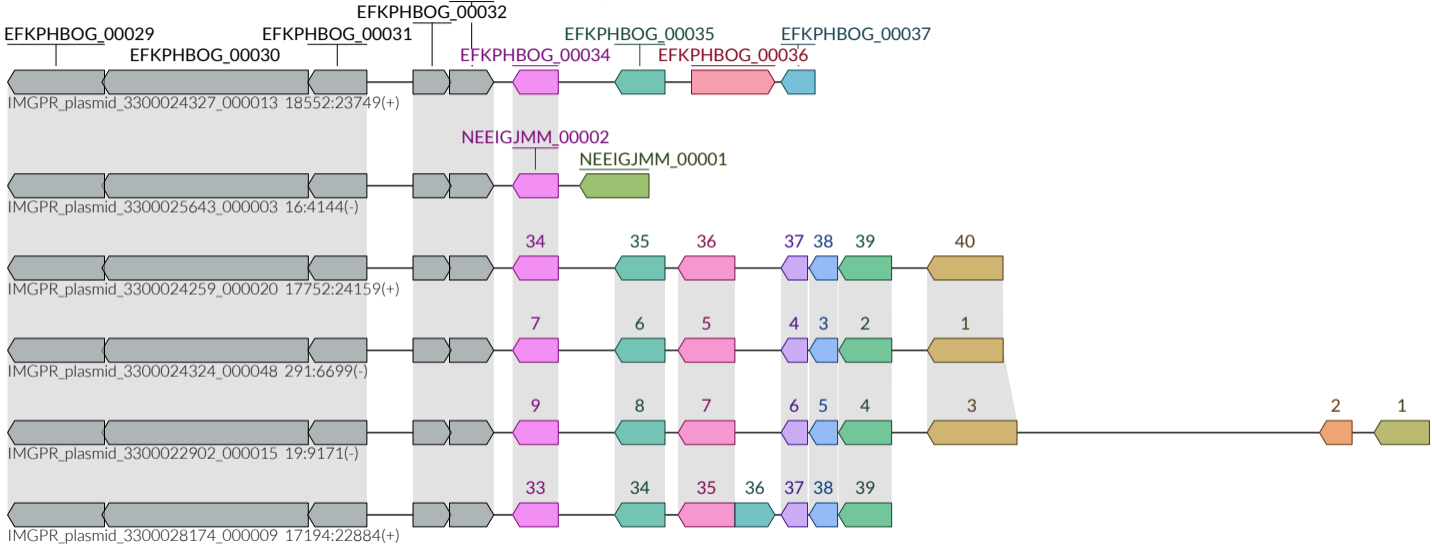 EFKPHBOG_00032
EFKPHBOG_00029 EFKPHBOG_00031 EFKPHBOG_00035 EFKPHBOG_00037
EFKPHBOG_00030 EFKPHBOG_00034 EFKPHBOG_00036
IMGPR_plasmid_3300024327_000013 18552:23749(+)
NEEIGJMM_00002
NEEIGJMM_00001
IMGPR_plasmid_3300025643_000003 16:4144(-)
34 35 36 37 38 39 40
IMGPR_plasmid_3300024259_000020 17752:24159(+)
7 6 5 4 3 2 1
IMGPR_plasmid_3300024324_000048 291:6699(-)
9 8 7 6 5 4 3 2 1
IMGPR_plasmid_3300022902_000015 19:9171(-)
33 34 35 36 37 38 39
IMGPR_plasmid_3300028174_000009 17194:22884(+)